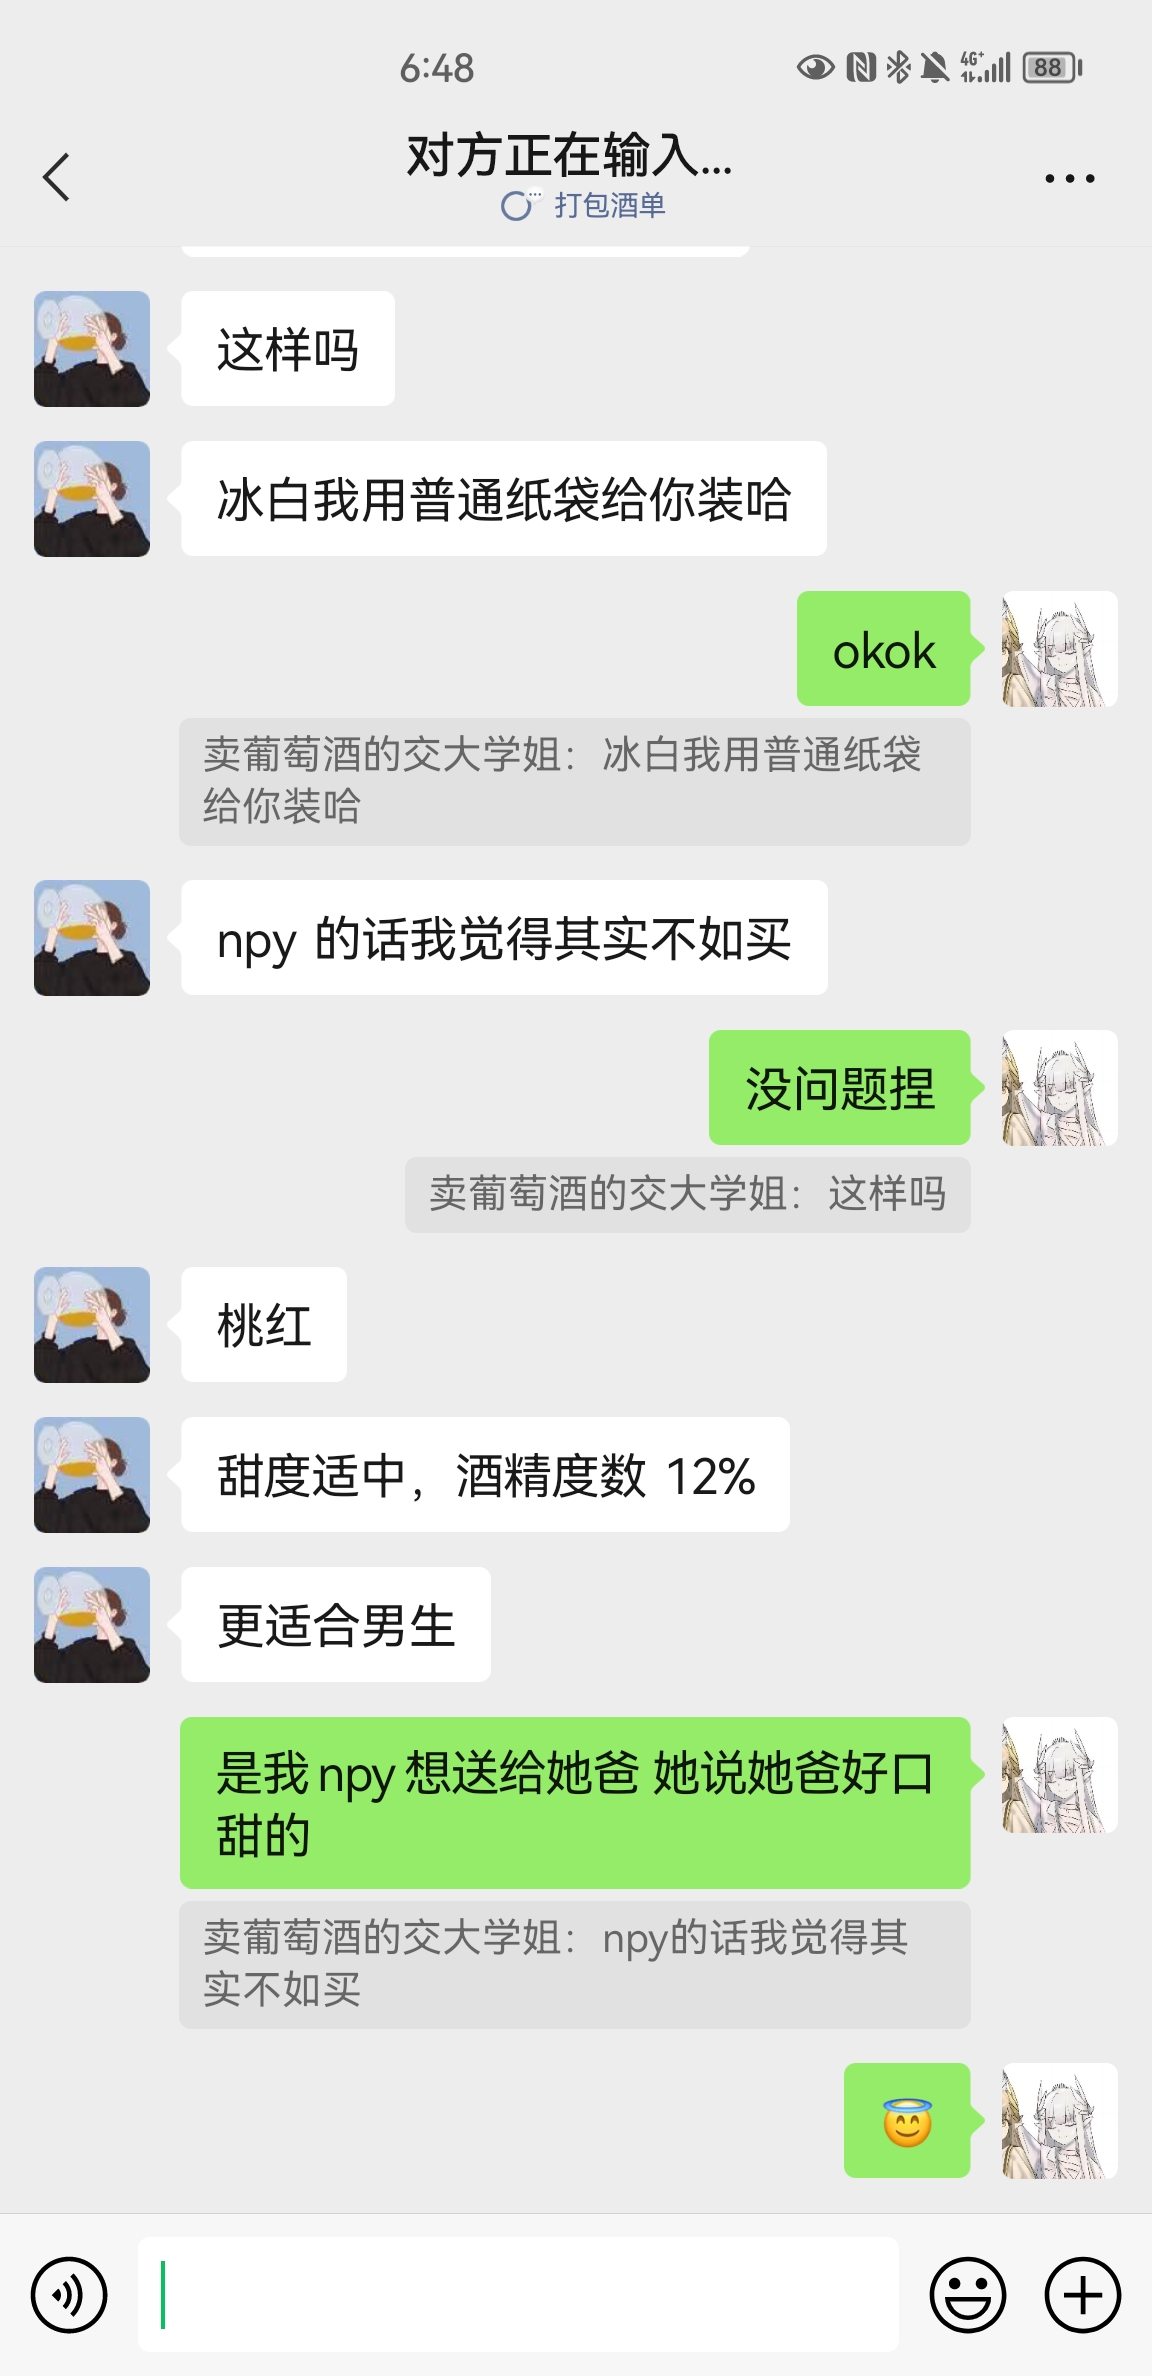 6:48
4G+
88
对方正在输入...
打包酒单
这样吗
冰白我用普通纸袋给你装哈
okok
卖葡萄酒的交大学姐：冰白我用普通纸袋
给你装哈
npy 的话我觉得其实不如买
没问题捏
卖葡萄酒的交大学姐：这样吗
桃红
甜度适中，酒精度数 12%
更适合男生
是我npy想送给她爸 她说她爸好口
甜的
卖葡萄酒的交大学姐：npy的话我觉得其
实不如买
😇